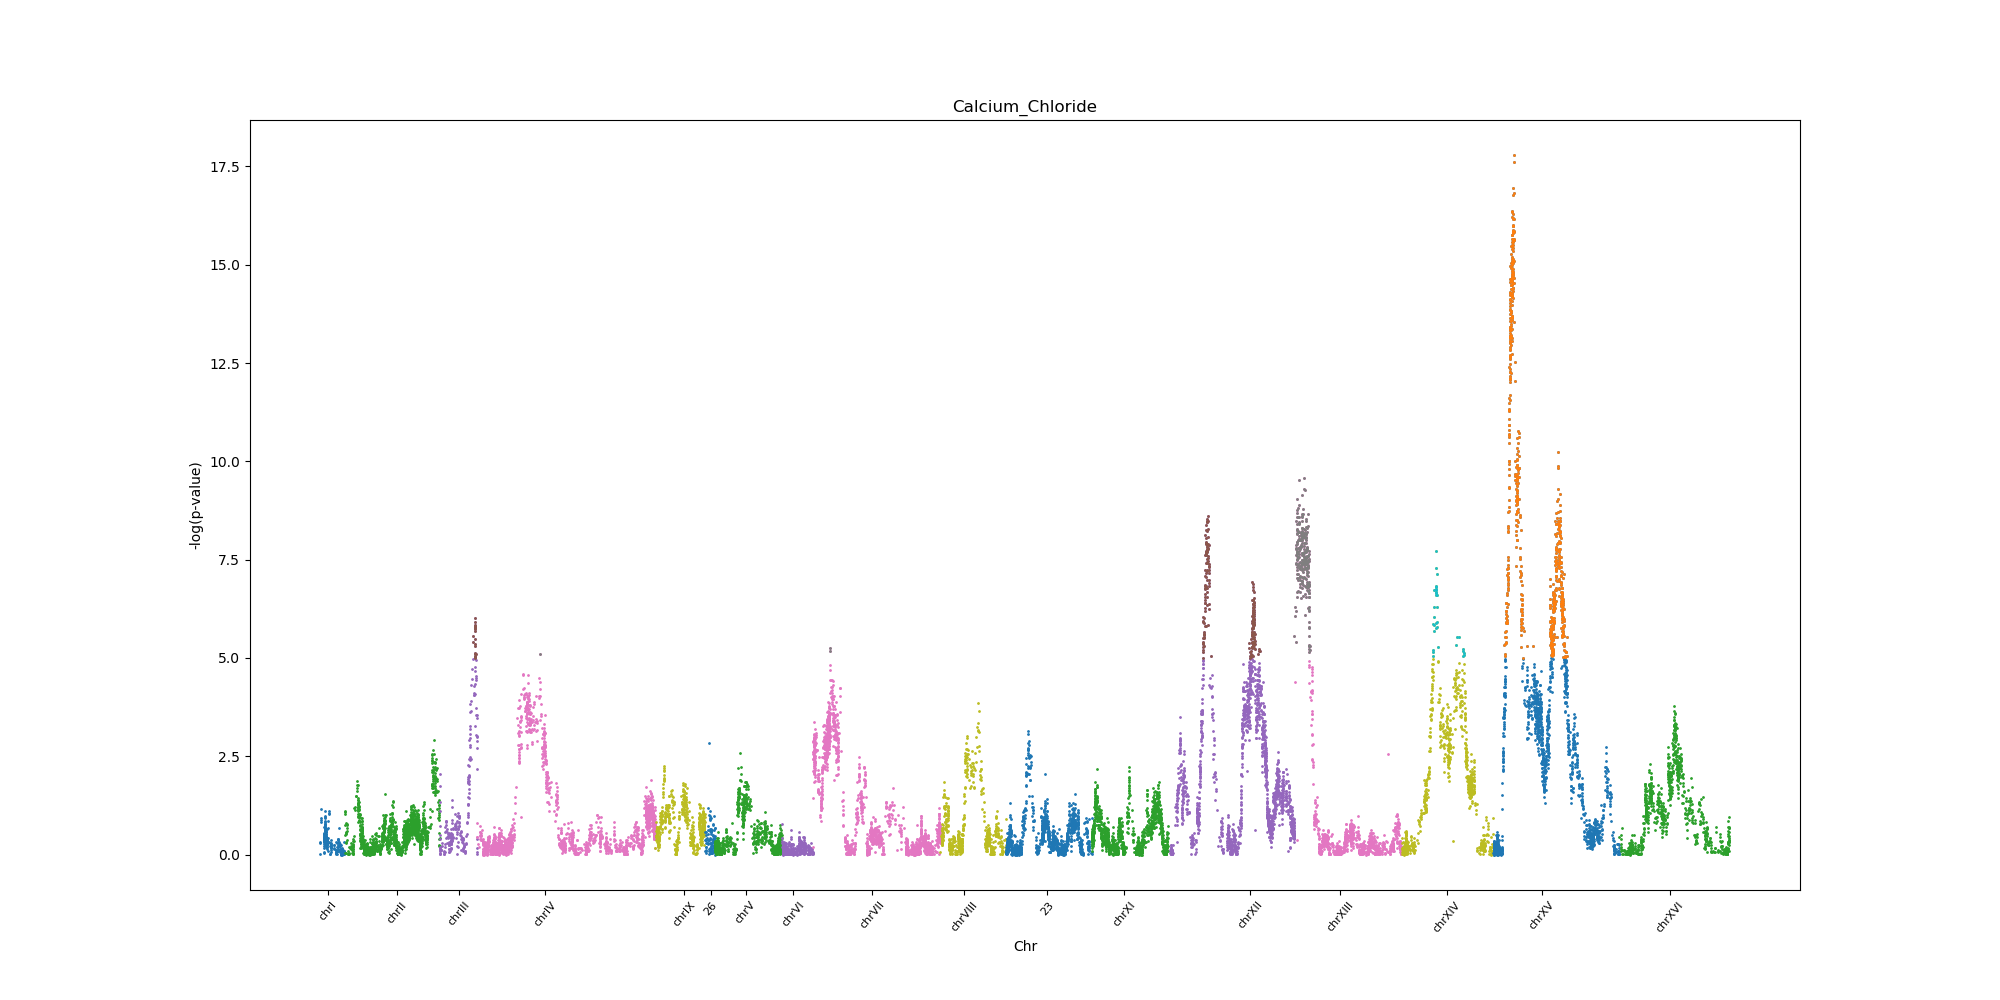 Calcium_Chloride
17.5
15.0
12.5
10.0
7.5
5.0
2.5
0.0
-log(p-value)
chrI
chrII
chrIII
chrIV
chrIX
26
chrV
chrVI
chrVII
chrVIII
23
chrXI
chrXII
chrXIII
chrXIV
chrXV
chrXVI
Chr